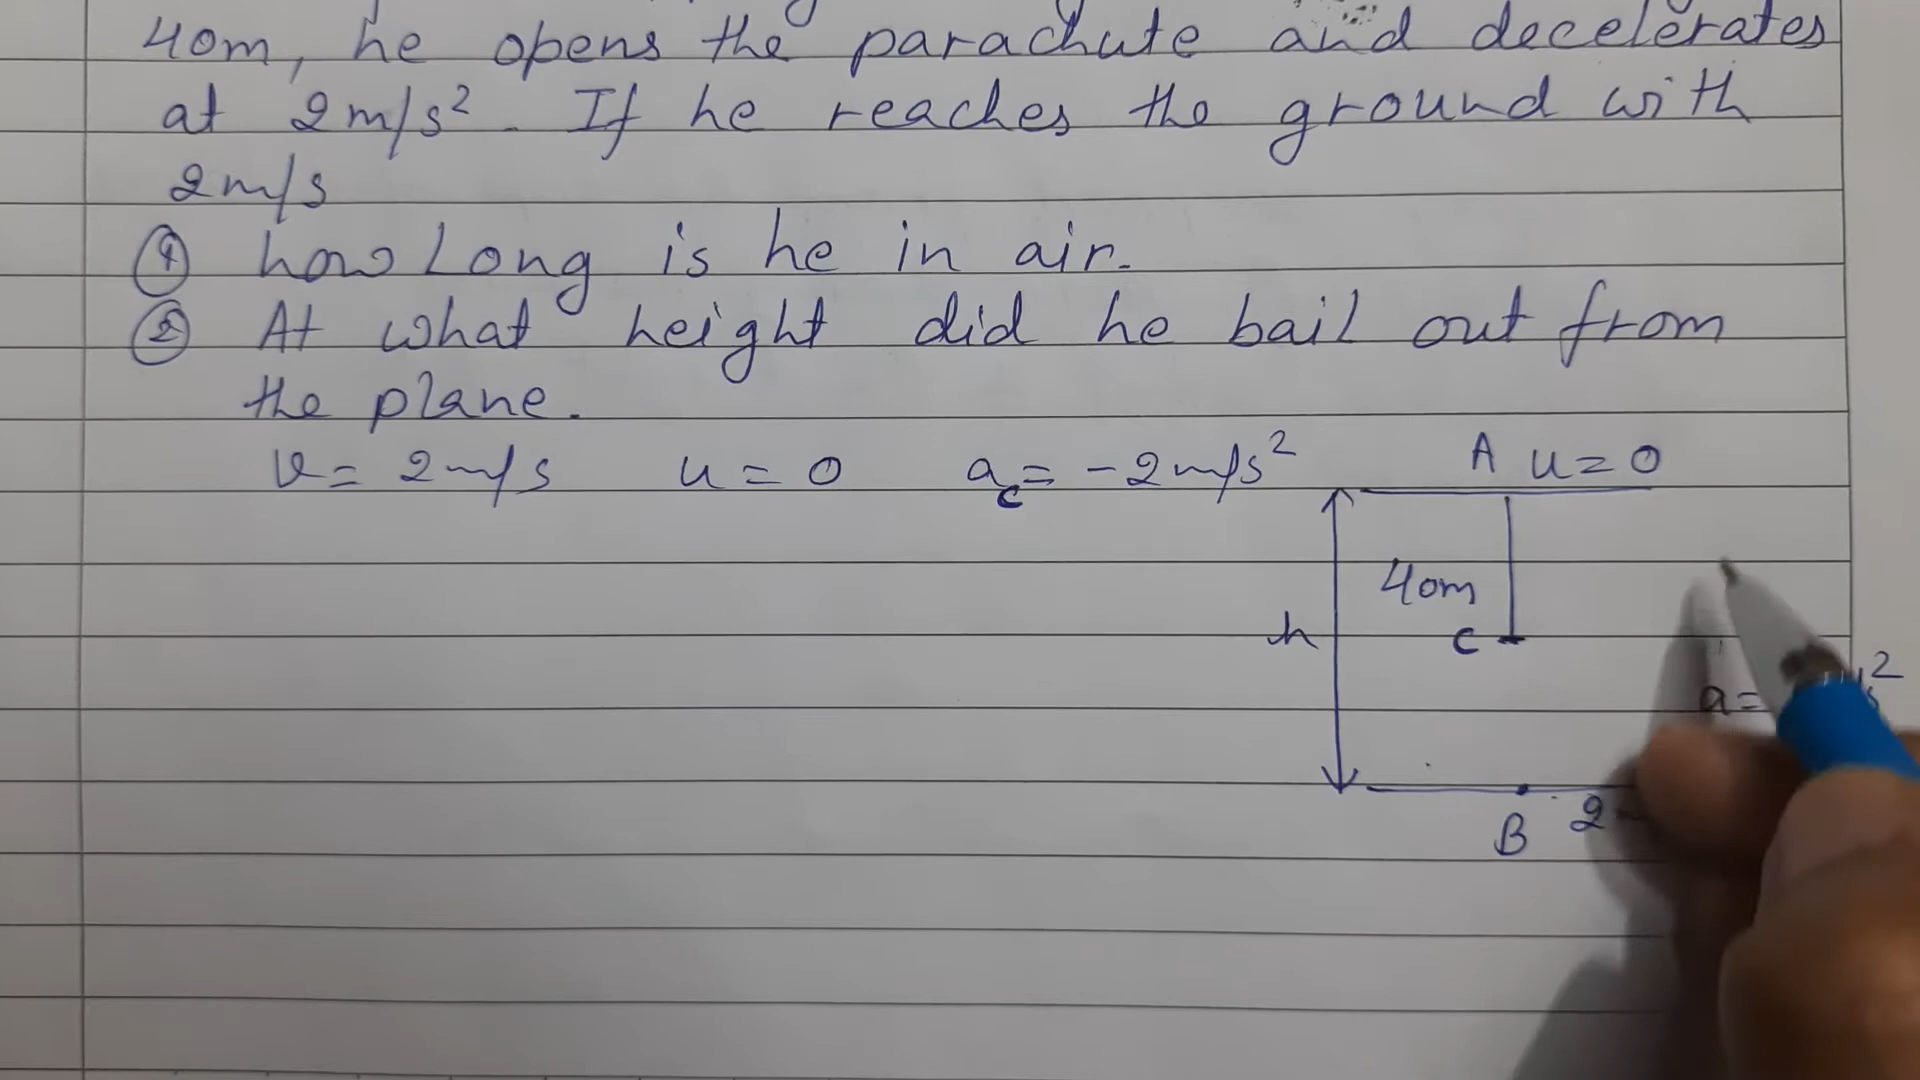 40m, he opens the parachute and decelerates
at 2m/s². If he reaches the ground with
2m/s
① how Long is he in air.
② At what height did he bail out from
the plane.
v = 2m/s u = 0 a_c = -2m/s² A u=0
40m
h C
a=
B 2